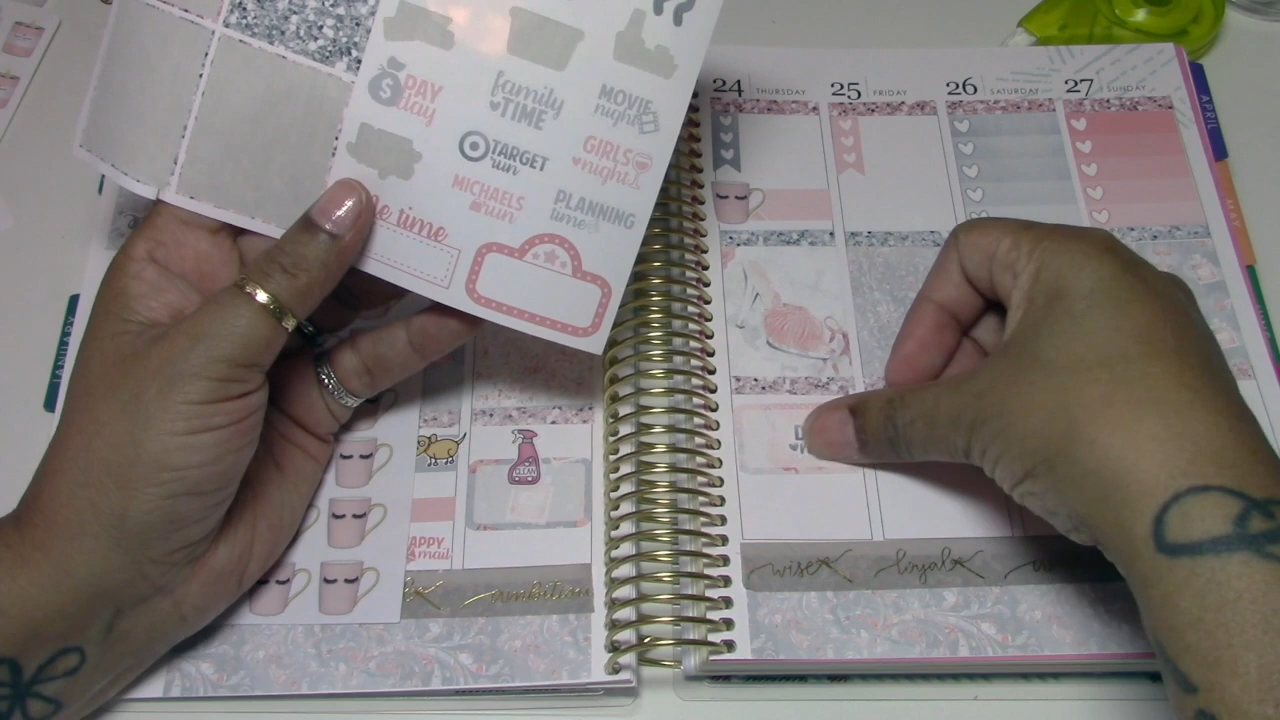 PAY
day
family
TIME
MOVIE
night
TARGET
run
GIRLS
night
MICHAELS
run
PLANNING
time
time
24 THURSDAY
25 FRIDAY
26 SATURDAY
27 SUNDAY
APRIL
MAY
JANUARY
CLEAN
mail
ambition
wise
loyal